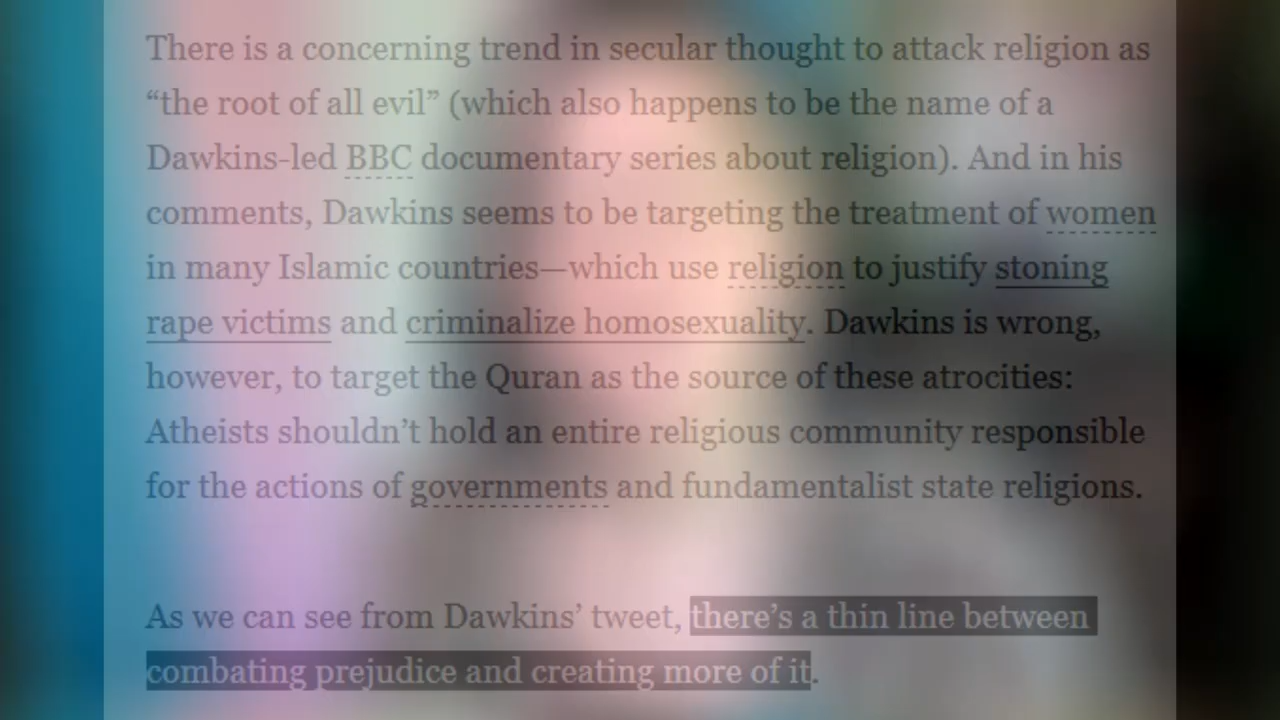 There is a concerning trend in secular thought to attack religion as
“the root of all evil” (which also happens to be the name of a
Dawkins-led BBC documentary series about religion). And in his
comments, Dawkins seems to be targeting the treatment of women
in many Islamic countries—which use religion to justify stoning
rape victims and criminalize homosexuality. Dawkins is wrong,
however, to target the Quran as the source of these atrocities:
Atheists shouldn’t hold an entire religious community responsible
for the actions of governments and fundamentalist state religions.
As we can see from Dawkins’ tweet, there’s a thin line between
combating prejudice and creating more of it.